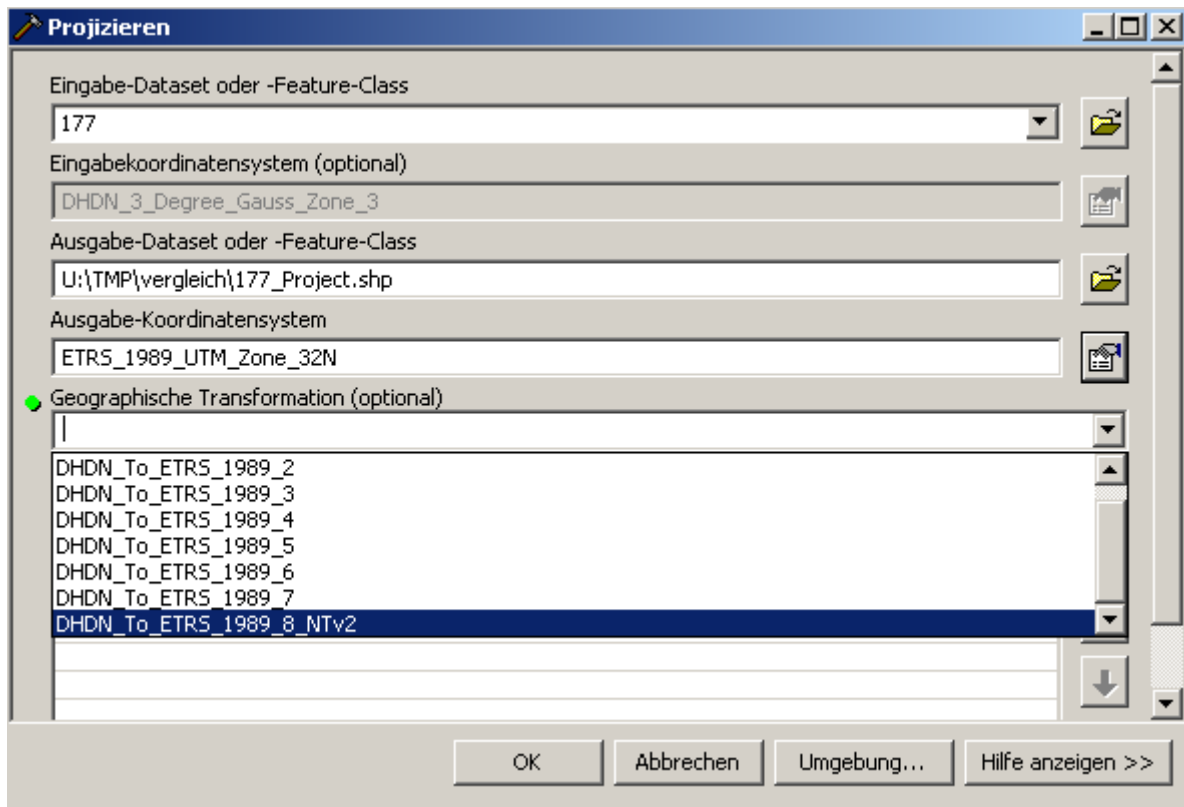 Projizieren
Eingabe-Dataset oder -Feature-Class
177
Eingabekoordinatensystem (optional)
DHDN_3_Degree_Gauss_Zone_3
Ausgabe-Dataset oder -Feature-Class
U:\TMP\vergleich\177_Project.shp
Ausgabe-Koordinatensystem
ETRS_1989_UTM_Zone_32N
Geographische Transformation (optional)
DHDN_To_ETRS_1989_2
DHDN_To_ETRS_1989_3
DHDN_To_ETRS_1989_4
DHDN_To_ETRS_1989_5
DHDN_To_ETRS_1989_6
DHDN_To_ETRS_1989_7
DHDN_To_ETRS_1989_8_NTv2
OK Abbrechen Umgebung... Hilfe anzeigen >>